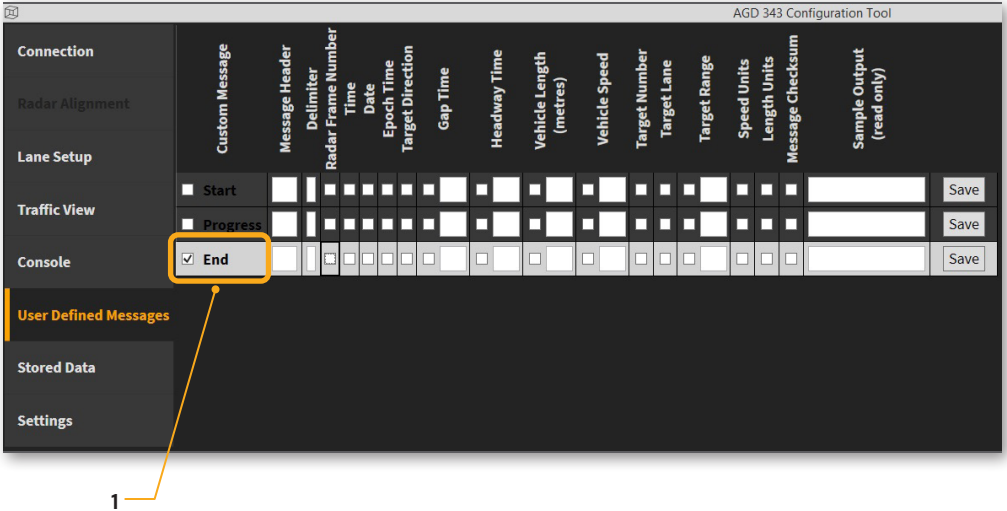 AGD 343 Configuration Tool
Connection
Radar Alignment
Lane Setup
Traffic View
Console
User Defined Messages
Stored Data
Settings
Custom Message
Message Header
Delimiter
Radar Frame Number
Time
Date
Epoch Time
Target Direction
Gap Time
Headway Time
Vehicle Length
(metres)
Vehicle Speed
Target Number
Target Lane
Target Range
Speed Units
Length Units
Message Checksum
Sample Output
(read only)
Start Save
Progress Save
End Save
1